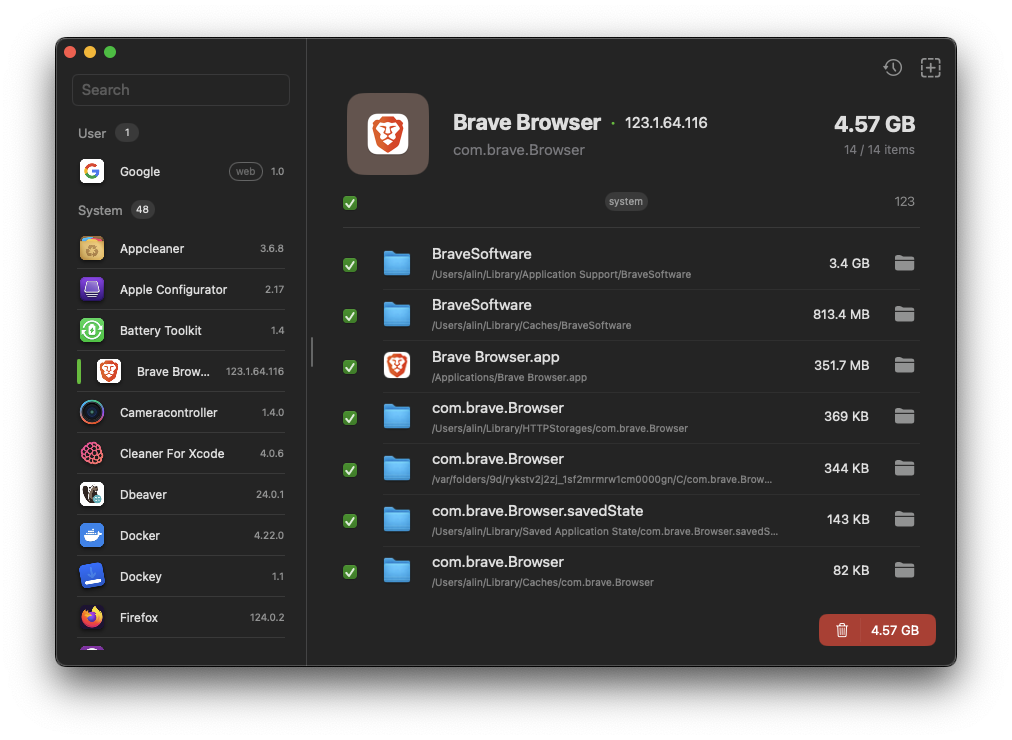 Search
User 1
Google web 1.0
System 48
Appcleaner 3.6.8
Apple Configurator 2.17
Battery Toolkit 1.4
Brave Brow... 123.1.64.116
Cameracontroller 1.4.0
Cleaner For Xcode 4.0.6
Dbeaver 24.0.1
Docker 4.22.0
Dockey 1.1
Firefox 124.0.2
Brave Browser · 123.1.64.116
com.brave.Browser
4.57 GB
14 / 14 items
system 123
BraveSoftware
/Users/alin/Library/Application Support/BraveSoftware
3.4 GB
BraveSoftware
/Users/alin/Library/Caches/BraveSoftware
813.4 MB
Brave Browser.app
/Applications/Brave Browser.app
351.7 MB
com.brave.Browser
/Users/alin/Library/HTTPStorages/com.brave.Browser
369 KB
com.brave.Browser
/var/folders/9d/rykstv2j2zj_1sf2mrmrw1cm0000gn/C/com.brave.Brow...
344 KB
com.brave.Browser.savedState
/Users/alin/Library/Saved Application State/com.brave.Browser.savedS...
143 KB
com.brave.Browser
/Users/alin/Library/Caches/com.brave.Browser
82 KB
4.57 GB